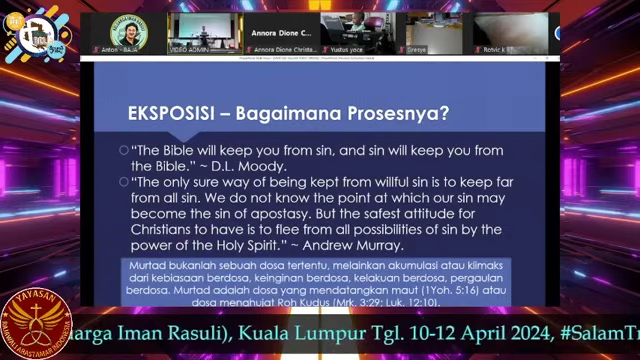 Annora Dione C...
Anton - BAJA
VIDEO ADMIN
Annora Dione Christa...
Yustus yoce
Gresye
EKSPOSISI – Bagaimana Prosesnya?
“The Bible will keep you from sin, and sin will keep you from
the Bible.” ~ D.L. Moody.
“The only sure way of being kept from willful sin is to keep far
from all sin. We do not know the point at which our sin may
become the sin of apostasy. But the safest attitude for
Christians to have is to flee from all possibilities of sin by the
power of the Holy Spirit.” ~ Andrew Murray.
Murtad bukanlah sebuah dosa tertentu, melainkan akumulasi atau klimaks
dari kebiasaan berdosa, keinginan berdosa, kelakuan berdosa, pergaulan
berdosa. Murtad adalah dosa yang mendatangkan maut (1Yoh. 5:16) atau
dosa menghujat Roh Kudus (Mrk. 3:29; Luk. 12:10).
YAYASAN
arga Iman Rasuli), Kuala Lumpur Tgl. 10-12 April 2024, #SalamT